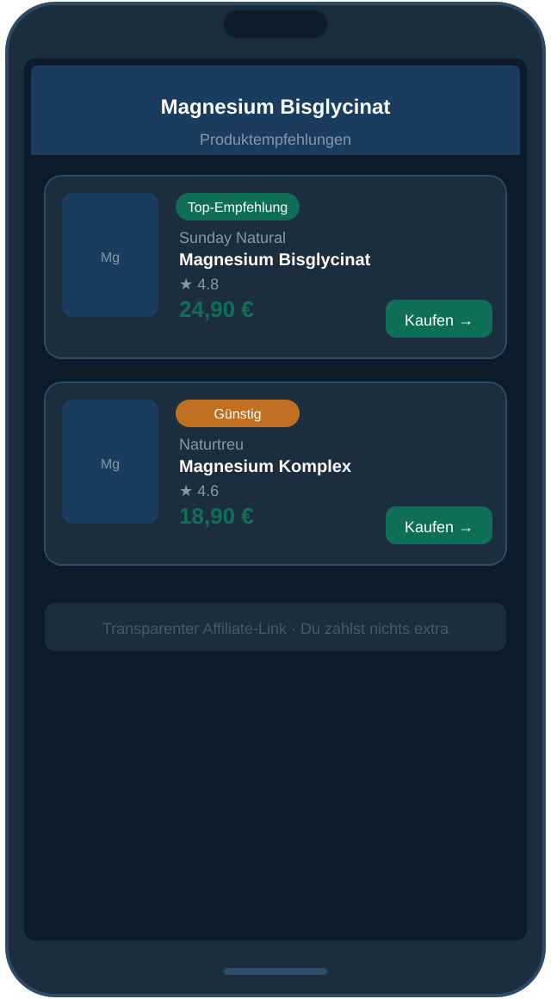 Magnesium Bisglycinat
Produktempfehlungen
Mg
Top-Empfehlung
Sunday Natural
Magnesium Bisglycinat
★ 4.8
24,90 €
Kaufen →
Mg
Günstig
Naturtreu
Magnesium Komplex
★ 4.6
18,90 €
Kaufen →
Transparenter Affiliate-Link · Du zahlst nichts extra